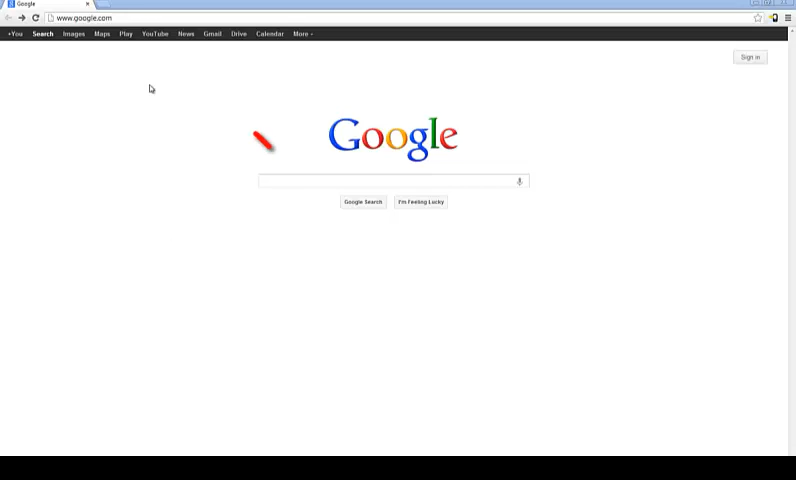 Google
www.google.com
+You Search Images Maps Play YouTube News Gmail Drive Calendar More
Sign in
Google
Google Search I'm Feeling Lucky